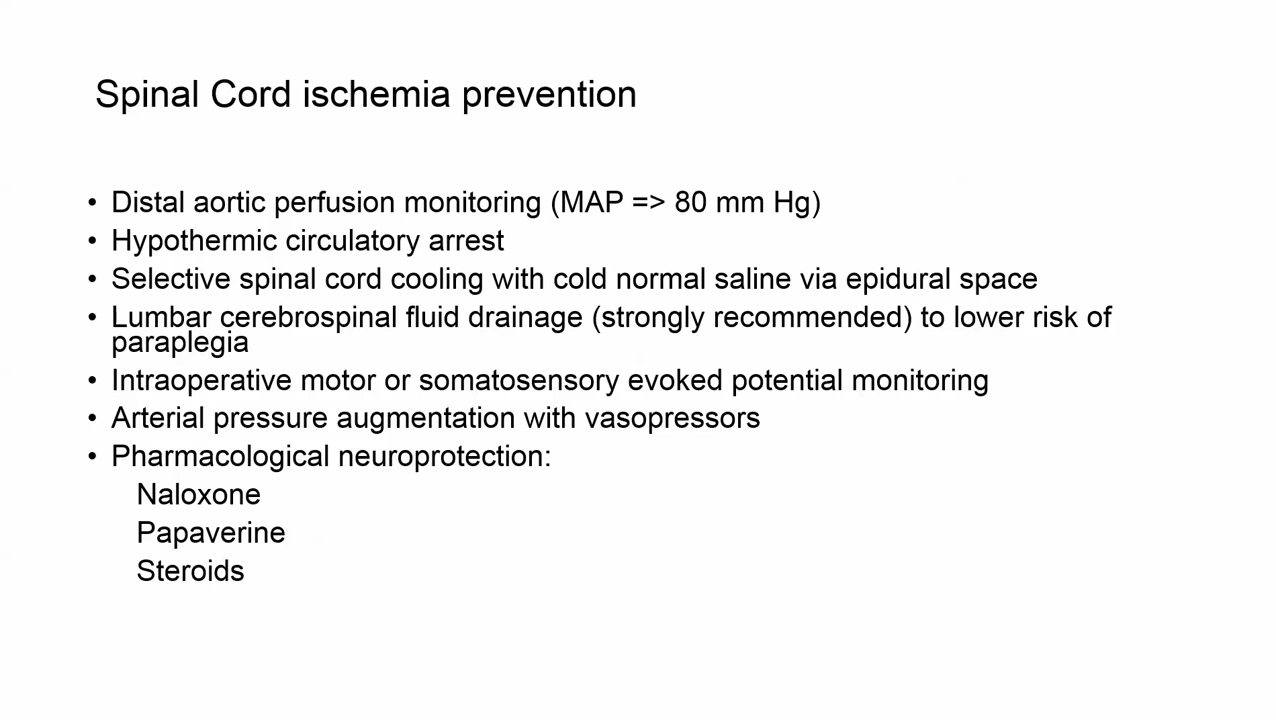 Spinal Cord ischemia prevention
• Distal aortic perfusion monitoring (MAP => 80 mm Hg)
• Hypothermic circulatory arrest
• Selective spinal cord cooling with cold normal saline via epidural space
• Lumbar cerebrospinal fluid drainage (strongly recommended) to lower risk of
paraplegia
• Intraoperative motor or somatosensory evoked potential monitoring
• Arterial pressure augmentation with vasopressors
• Pharmacological neuroprotection:
Naloxone
Papaverine
Steroids